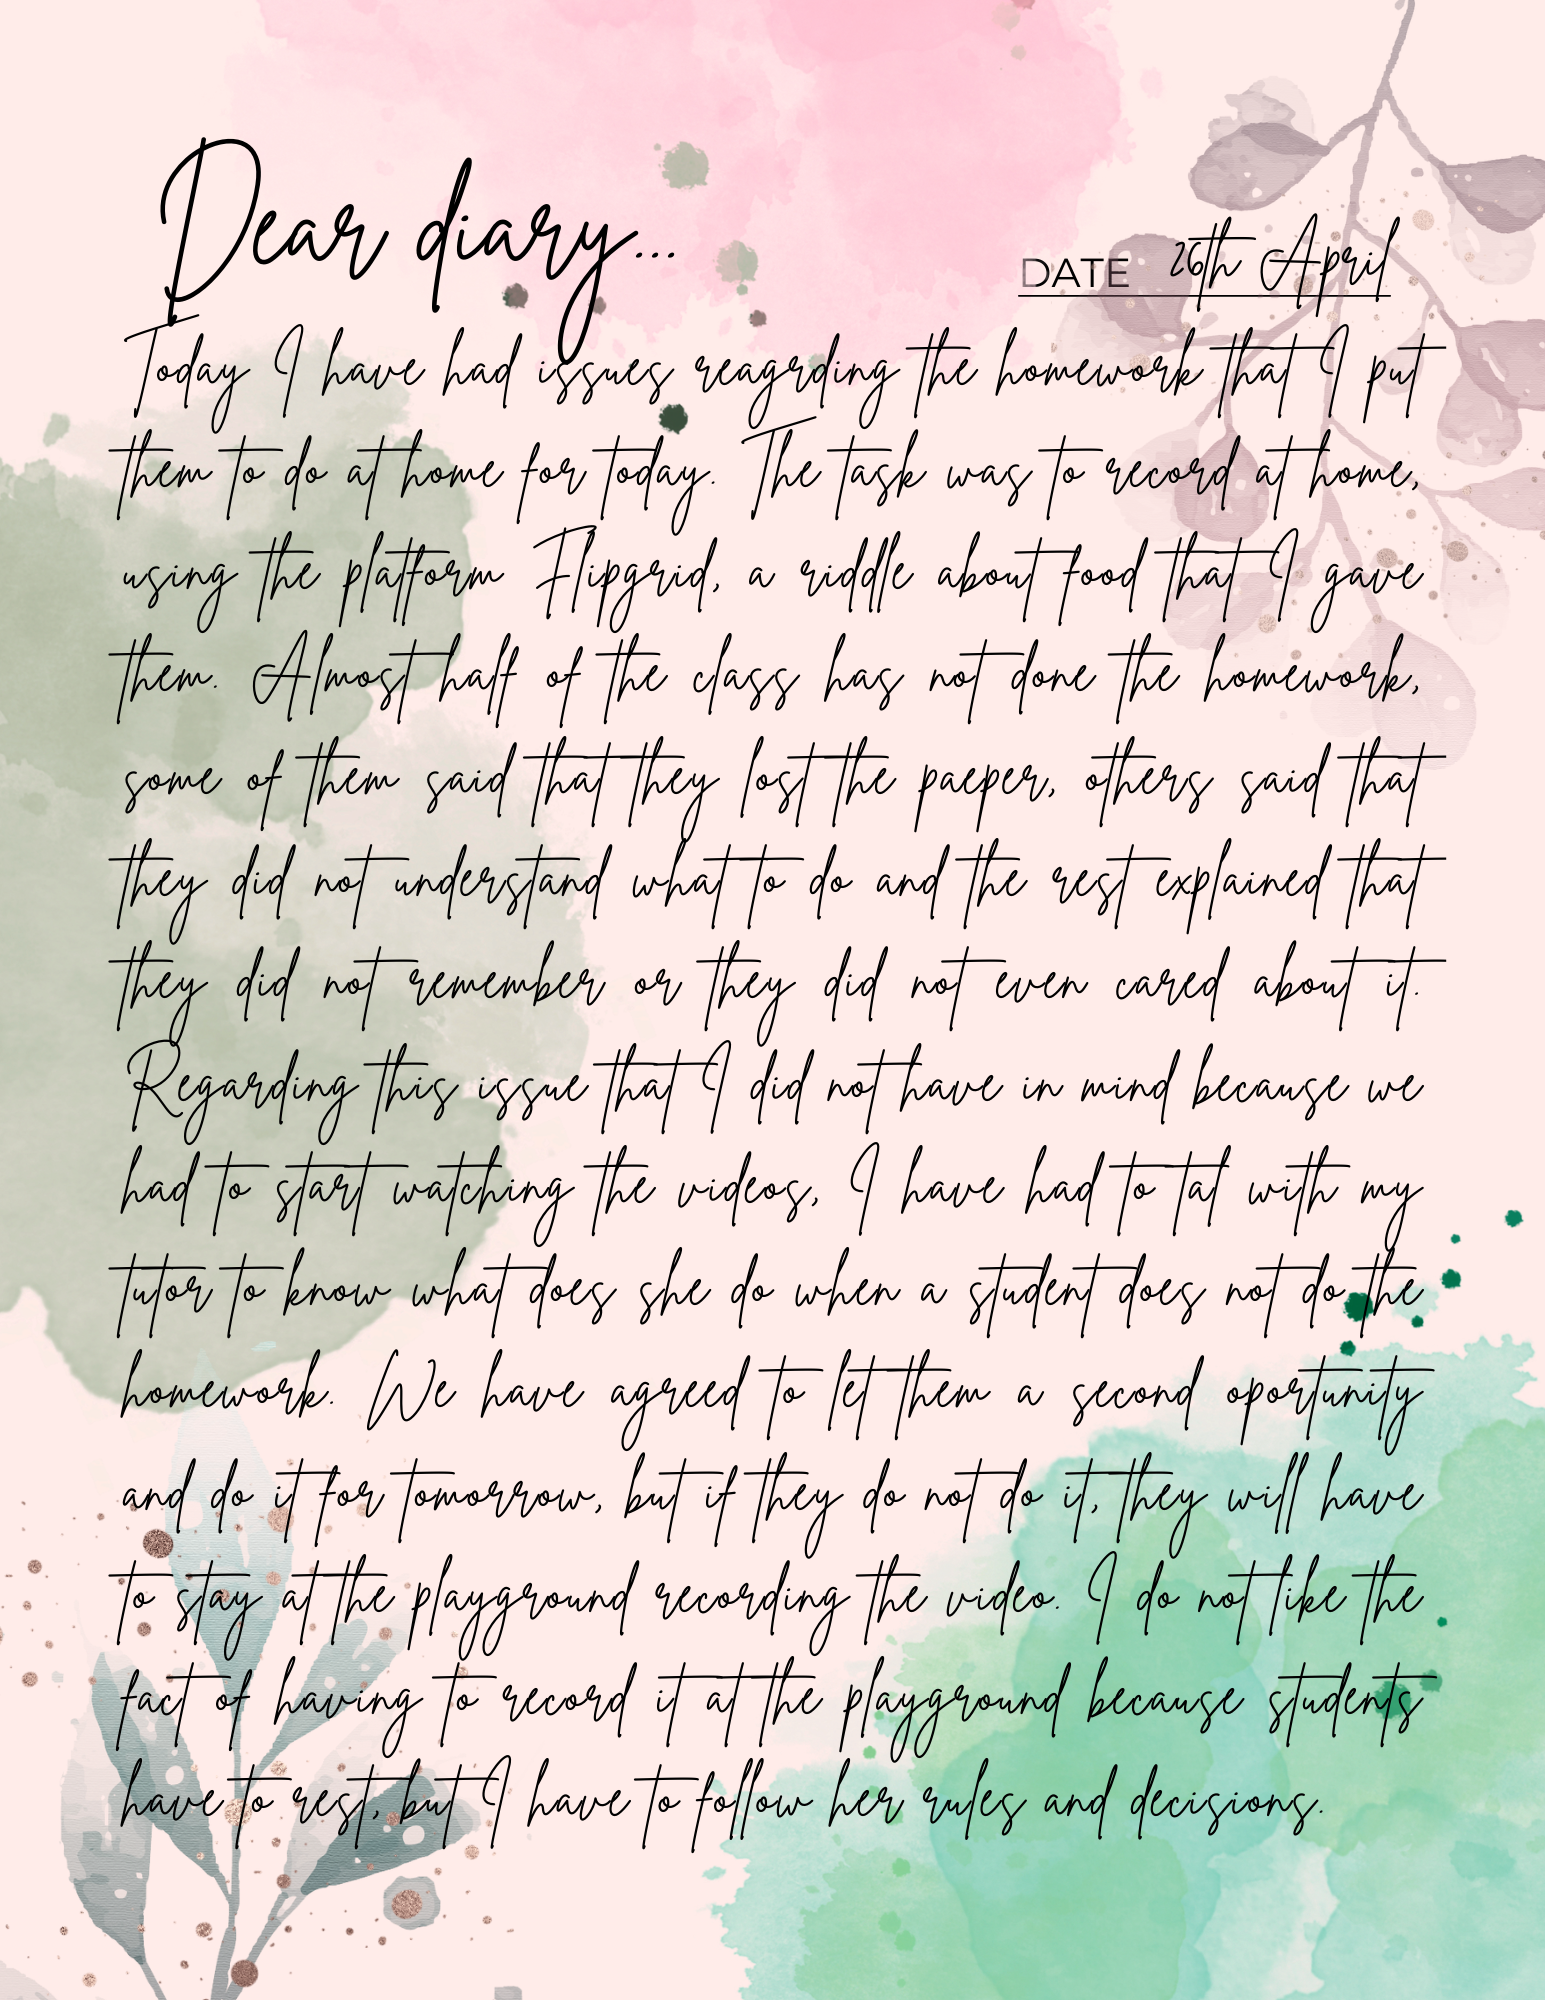 Dear diary...
DATE 26th April
Today I have had issues reagrding the homework that I put
them to do at home for today. The task was to record at home,
using the platform Flipgrid, a riddle about food that I gave
them. Almost half of the class has not done the homework,
some of them said that they lost the paeper, others said that
they did not understand what to do and the rest explained that
they did not remember or they did not even cared about it.
Regarding this issue that I did not have in mind because we
had to start watching the videos, I have had to tal with my
tutor to know what does she do when a student does not do the
homework. We have agreed to let them a second oportunity
and do it for tomorrow, but if they do not do it, they will have
to stay at the playground recording the video. I do not like the
fact of having to record it at the playground because students
have to rest, but I have to follow her rules and decisions.